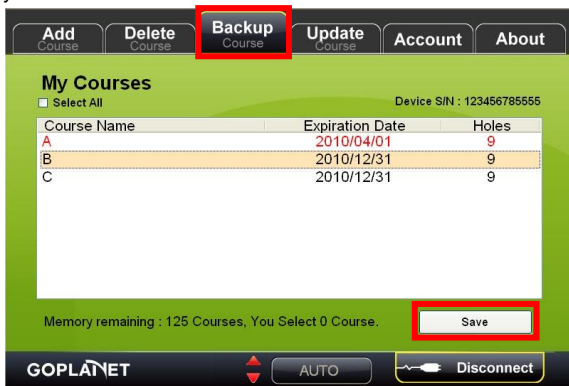 Add Delete Backup Update Account About
Course Course Course Course
My Courses
Select All Device S/N : 123456785555
Course Name Expiration Date Holes
A 2010/04/01 9
B 2010/12/31 9
C 2010/12/31 9
Memory remaining : 125 Courses, You Select 0 Course. Save
GOPLANET AUTO Disconnect